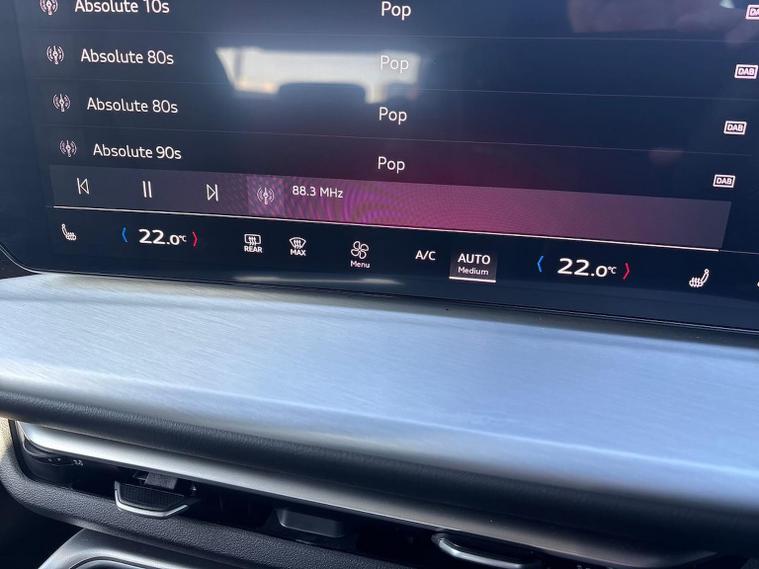 Absolute 10s Pop
Absolute 80s Pop DAB
Absolute 80s Pop DAB
Absolute 90s Pop DAB
88.3 MHz
22.0°C REAR MAX Menu A/C AUTO Medium 22.0°C